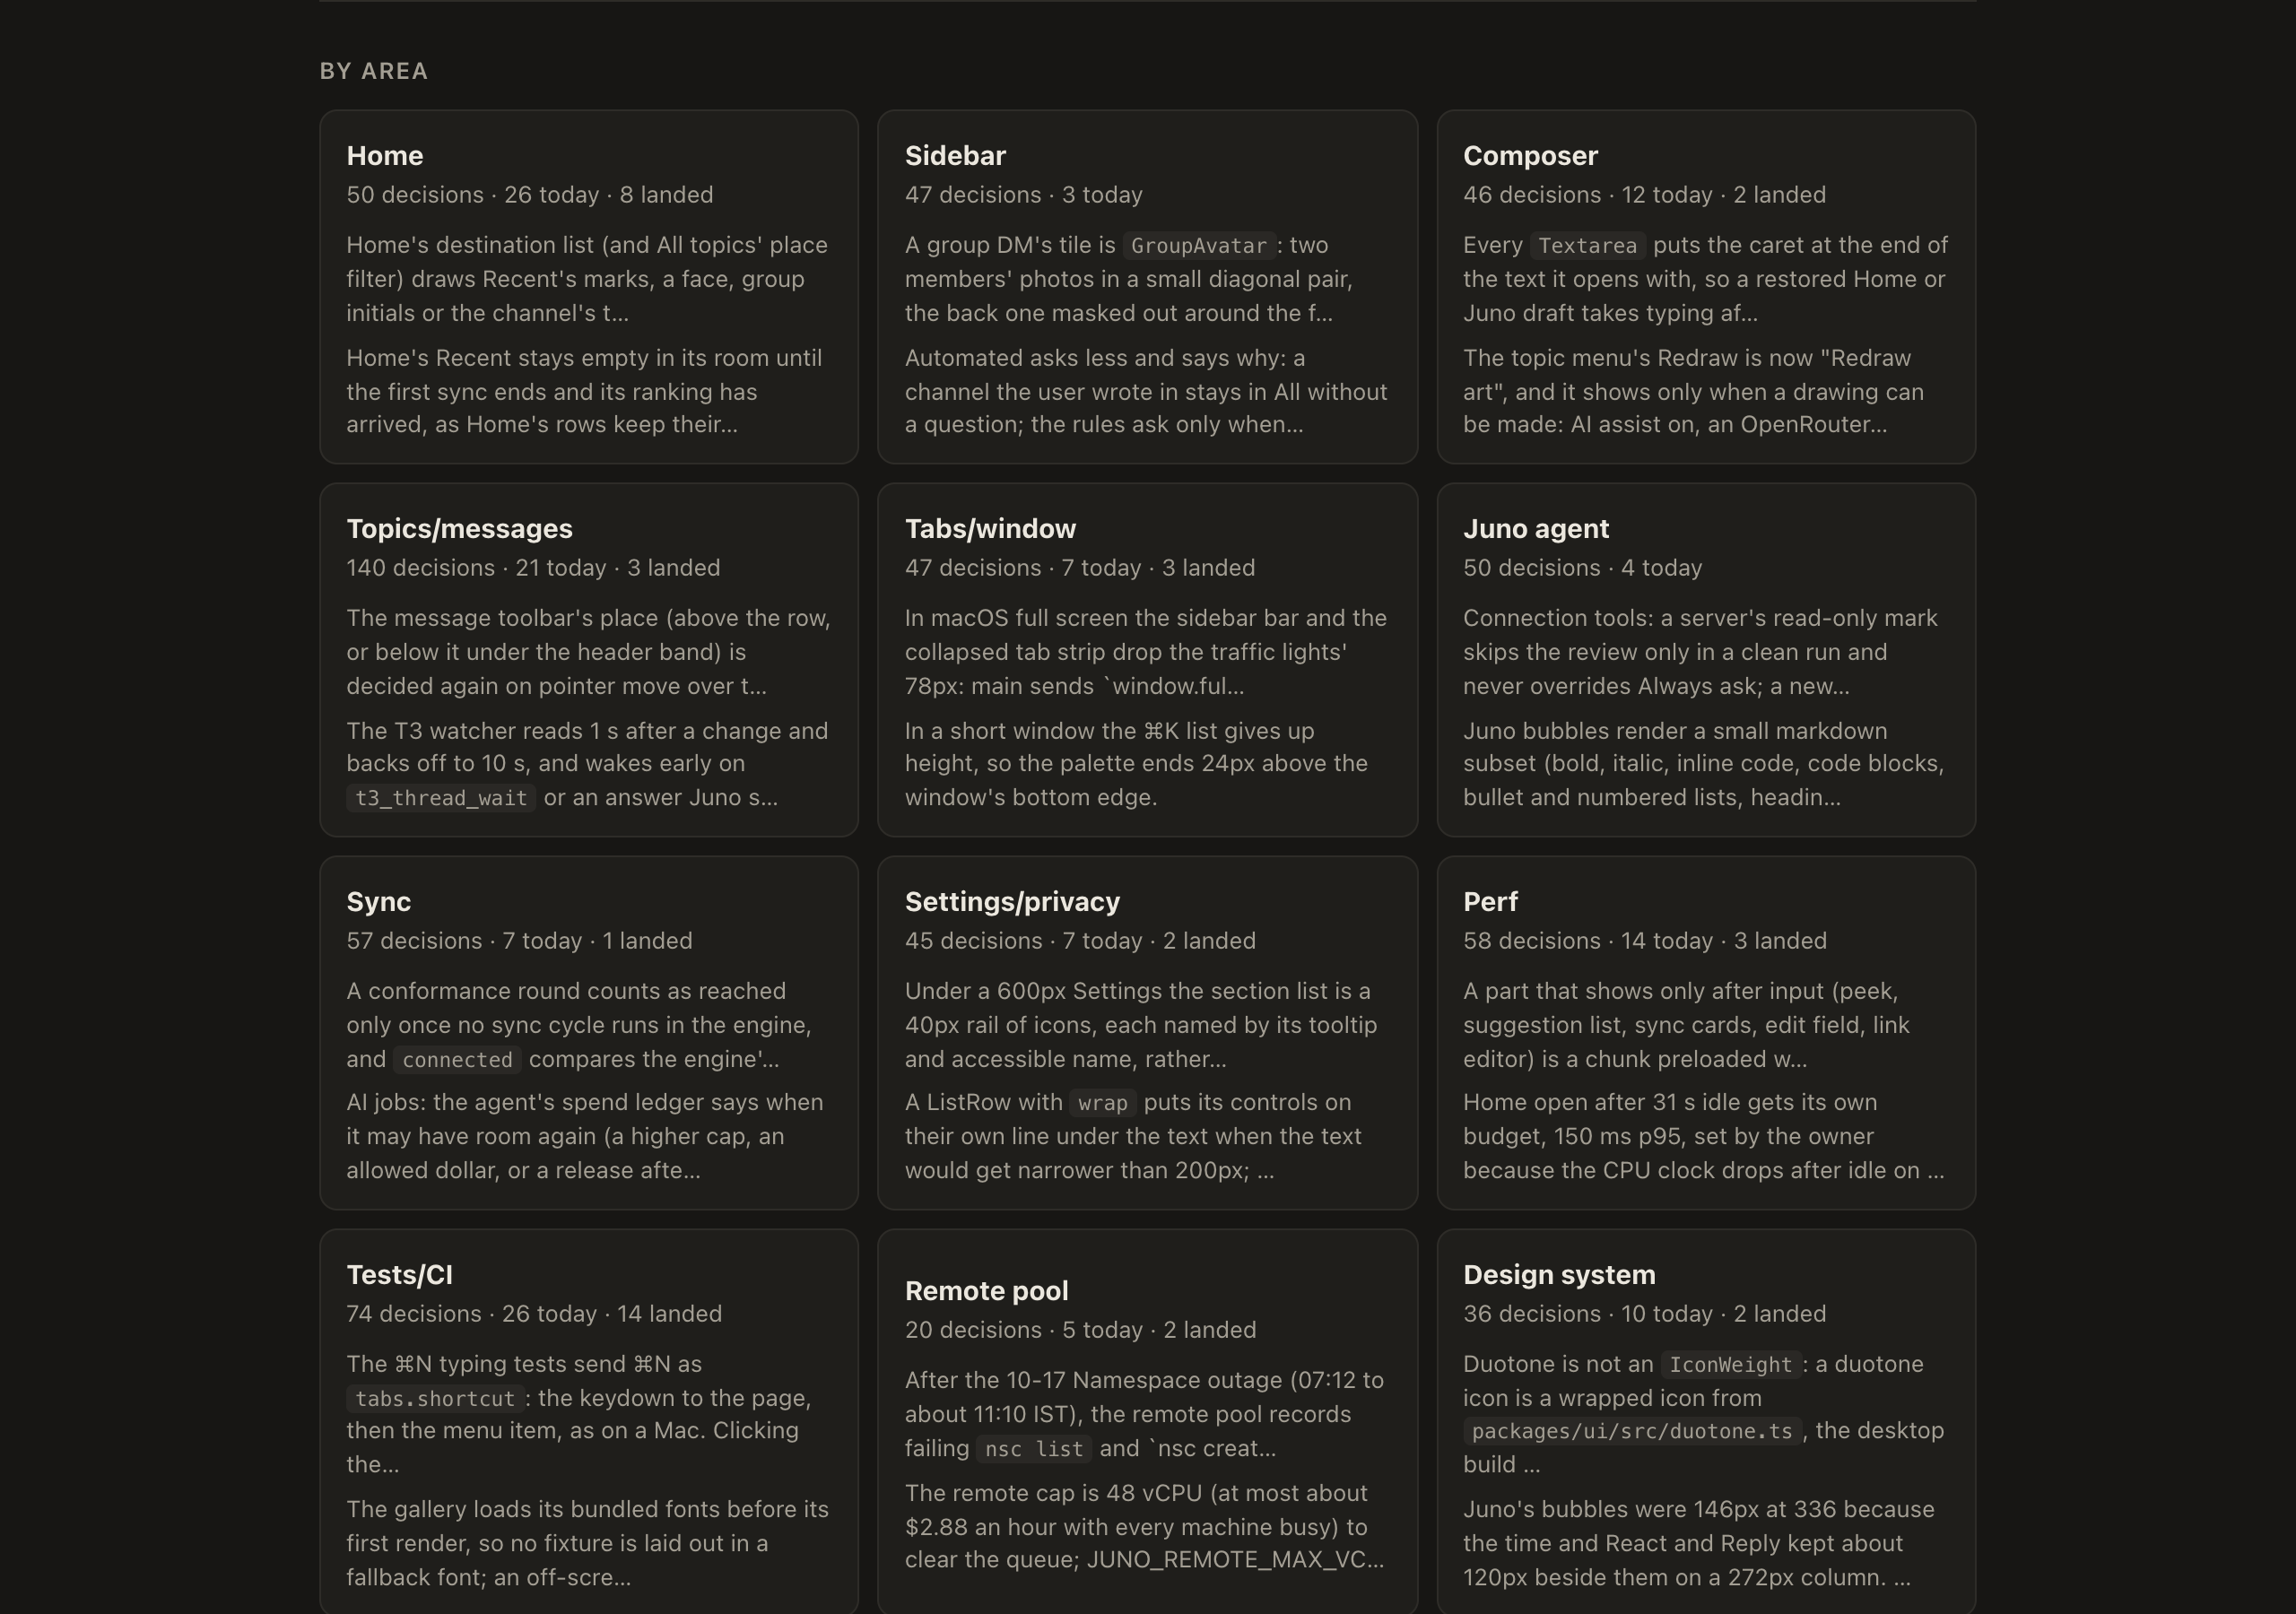 BY AREA
Home
50 decisions · 26 today · 8 landed
Home's destination list (and All topics' place
filter) draws Recent's marks, a face, group
initials or the channel's t...
Home's Recent stays empty in its room until
the first sync ends and its ranking has
arrived, as Home's rows keep their...
Sidebar
47 decisions · 3 today
A group DM's tile is GroupAvatar: two
members' photos in a small diagonal pair,
the back one masked out around the f...
Automated asks less and says why: a
channel the user wrote in stays in All without
a question; the rules ask only when...
Composer
46 decisions · 12 today · 2 landed
Every Textarea puts the caret at the end of
the text it opens with, so a restored Home or
Juno draft takes typing af...
The topic menu's Redraw is now "Redraw
art", and it shows only when a drawing can
be made: AI assist on, an OpenRouter...
Topics/messages
140 decisions · 21 today · 3 landed
The message toolbar's place (above the row,
or below it under the header band) is
decided again on pointer move over t...
The T3 watcher reads 1 s after a change and
backs off to 10 s, and wakes early on
t3_thread_wait or an answer Juno s...
Tabs/window
47 decisions · 7 today · 3 landed
In macOS full screen the sidebar bar and the
collapsed tab strip drop the traffic lights'
78px: main sends `window.ful...
In a short window the ⌘K list gives up
height, so the palette ends 24px above the
window's bottom edge.
Juno agent
50 decisions · 4 today
Connection tools: a server's read-only mark
skips the review only in a clean run and
never overrides Always ask; a new...
Juno bubbles render a small markdown
subset (bold, italic, inline code, code blocks,
bullet and numbered lists, headin...
Sync
57 decisions · 7 today · 1 landed
A conformance round counts as reached
only once no sync cycle runs in the engine,
and connected compares the engine'...
AI jobs: the agent's spend ledger says when
it may have room again (a higher cap, an
allowed dollar, or a release afte...
Settings/privacy
45 decisions · 7 today · 2 landed
Under a 600px Settings the section list is a
40px rail of icons, each named by its tooltip
and accessible name, rather...
A ListRow with wrap puts its controls on
their own line under the text when the text
would get narrower than 200px; ...
Perf
58 decisions · 14 today · 3 landed
A part that shows only after input (peek,
suggestion list, sync cards, edit field, link
editor) is a chunk preloaded w...
Home open after 31 s idle gets its own
budget, 150 ms p95, set by the owner
because the CPU clock drops after idle on ...
Tests/CI
74 decisions · 26 today · 14 landed
The ⌘N typing tests send ⌘N as
tabs.shortcut: the keydown to the page,
then the menu item, as on a Mac. Clicking
the...
The gallery loads its bundled fonts before its
first render, so no fixture is laid out in a
fallback font; an off-scre...
Remote pool
20 decisions · 5 today · 2 landed
After the 10-17 Namespace outage (07:12 to
about 11:10 IST), the remote pool records
failing nsc list and `nsc creat...
The remote cap is 48 vCPU (at most about
$2.88 an hour with every machine busy) to
clear the queue; JUNO_REMOTE_MAX_VC...
Design system
36 decisions · 10 today · 2 landed
Duotone is not an IconWeight: a duotone
icon is a wrapped icon from
packages/ui/src/duotone.ts, the desktop
build ...
Juno's bubbles were 146px at 336 because
the time and React and Reply kept about
120px beside them on a 272px column. ...